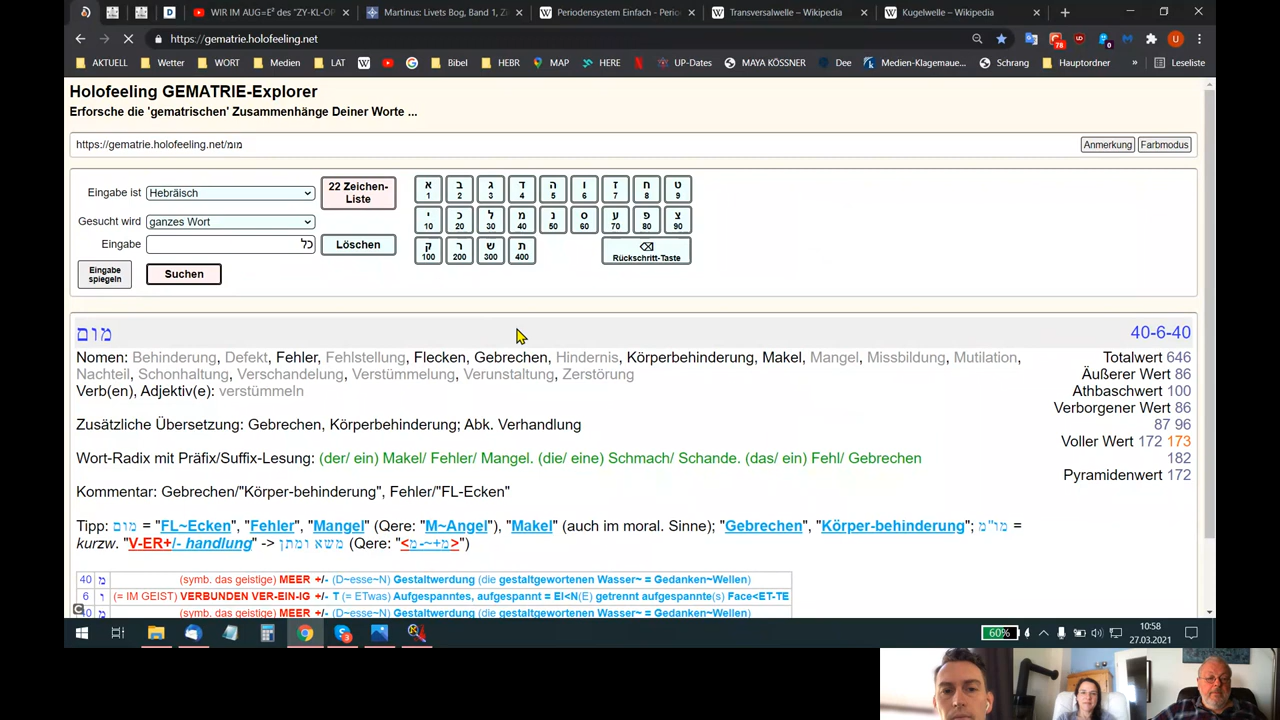 WIR IM AUG=E² des "ZY-KL-OP
Martinus: Livets Bog, Band 1, Z
Periodensystem Einfach - Period
Transversalwelle – Wikipedia
Kugelwelle – Wikipedia
https://gematrie.holofeeling.net
AKTUELL Wetter WORT Medien LAT Bibel HEBR MAP HERE UP-Dates MAYA KÖSSNER Dee Medien-Klagemaue... Schrang Hauptordner Leseliste
Holofeeling GEMATRIE-Explorer
Erforsche die 'gematrischen' Zusammenhänge Deiner Worte ...
https://gematrie.holofeeling.net/מומ
Anmerkung Farbmodus
Eingabe ist Hebräisch
22 Zeichen-Liste
א ב ג ד ה ו ז ח ט
1 2 3 4 5 6 7 8 9
Gesucht wird ganzes Wort
י כ ל מ נ ס ע פ צ
10 20 30 40 50 60 70 80 90
Eingabe כל Löschen
ק ר ש ת
100 200 300 400 Rückschritt-Taste
Eingabe spiegeln Suchen
מום 40-6-40
Nomen: Behinderung, Defekt, Fehler, Fehlstellung, Flecken, Gebrechen, Hindernis, Körperbehinderung, Makel, Mangel, Missbildung, Mutilation,
Nachteil, Schonhaltung, Verschandelung, Verstümmelung, Verunstaltung, Zerstörung
Verb(en), Adjektiv(e): verstümmeln
Zusätzliche Übersetzung: Gebrechen, Körperbehinderung; Abk. Verhandlung
Wort-Radix mit Präfix/Suffix-Lesung: (der/ ein) Makel/ Fehler/ Mangel. (die/ eine) Schmach/ Schande. (das/ ein) Fehl/ Gebrechen
Kommentar: Gebrechen/"Körper-behinderung", Fehler/"FL-Ecken"
Tipp: מום = "FL~Ecken", "Fehler", "Mangel" (Qere: "M~Angel"), "Makel" (auch im moral. Sinne); "Gebrechen", "Körper-behinderung"; מו"מ =
kurzw. "V-ER+/- handlung" -> משא ומתן (Qere: "<מ+~-מ>")
Totalwert 646
Äußerer Wert 86
Athbaschwert 100
Verborgener Wert 86
87 96
Voller Wert 172 173
182
Pyramidenwert 172
40 מ (symb. das geistige) MEER +/- (D~esse~N) Gestaltwerdung (die gestaltgewordenen Wasser~ = Gedanken~Wellen)
6 ו (= IM GEIST) VERBUNDEN VER-EIN-IG +/- T (= ETwas) Aufgespanntes, aufgespannt = EI<N(E) getrennt aufgespannte(s) Face<ET-TE
40 מ (symb. das geistige) MEER +/- (D~esse~N) Gestaltwerdung (die gestaltgewordenen Wasser~ = Gedanken~Wellen)
60%
10:58
27.03.2021